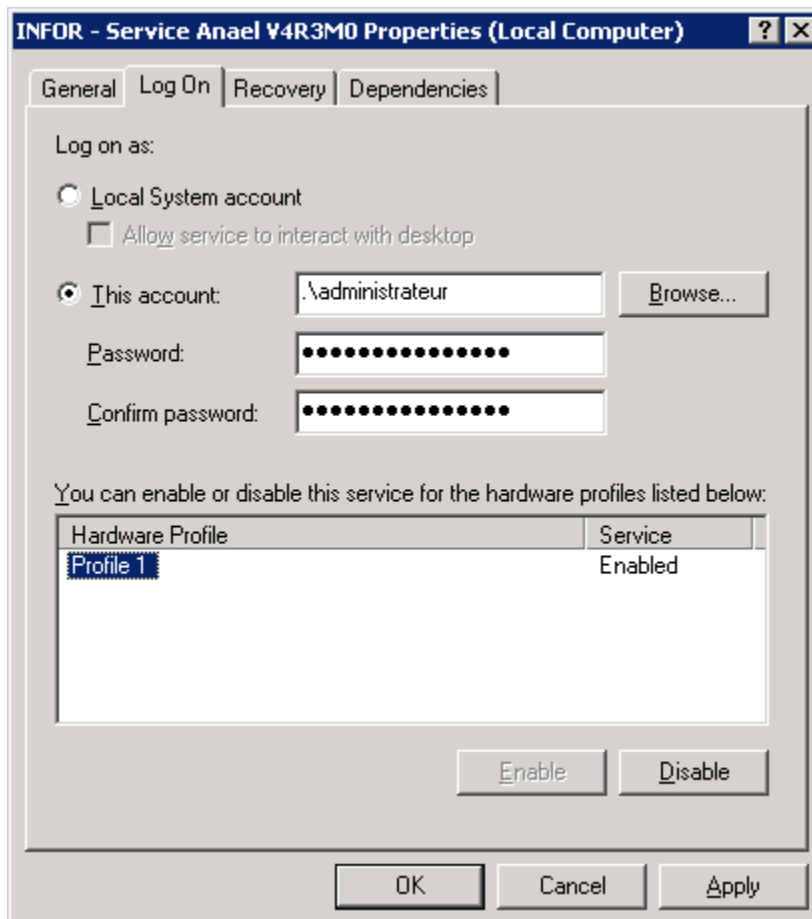 INFOR - Service Anael V4R3M0 Properties (Local Computer)
General Log On Recovery Dependencies
Log on as:
Local System account
Allow service to interact with desktop
This account: .\administrateur Browse...
Password: ●●●●●●●●●●●●●●●
Confirm password: ●●●●●●●●●●●●●●●
You can enable or disable this service for the hardware profiles listed below:
Hardware Profile Service
Profile 1 Enabled
Enable Disable
OK Cancel Apply